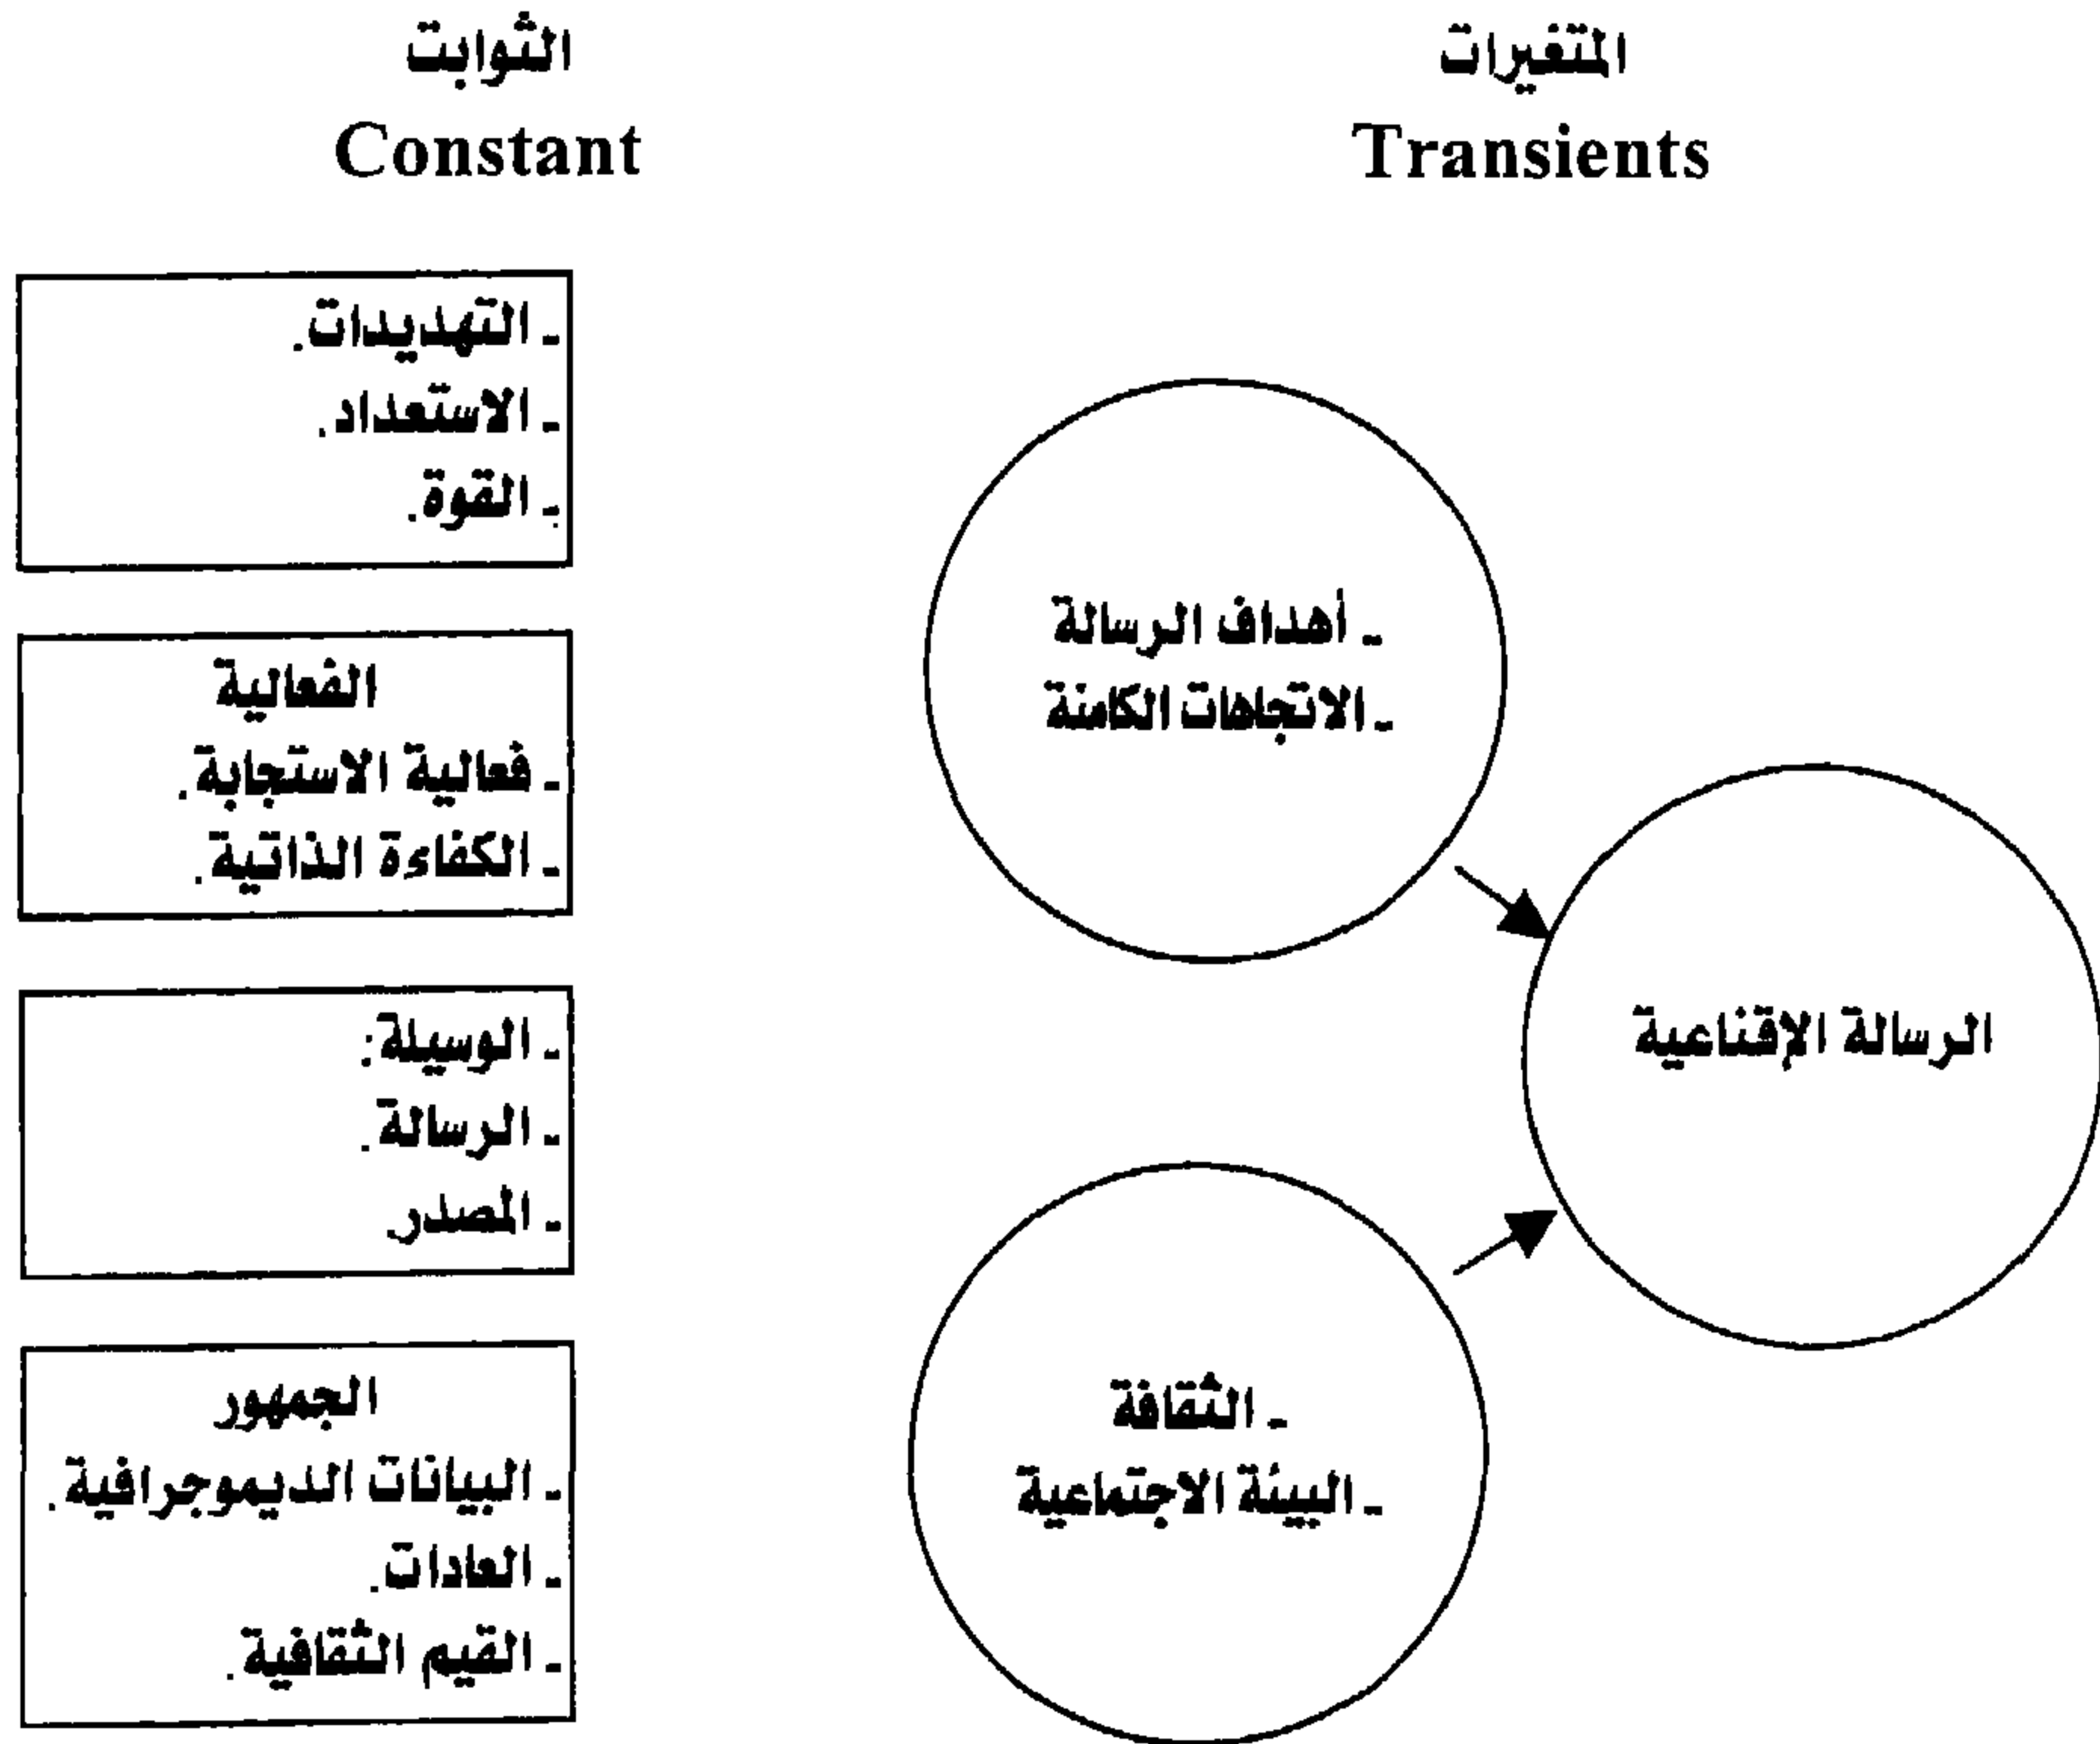 الثوابت
Constant
المتغيرات
Transients
ـ التهديدات.
ـ الاستعداد.
ـ القوة.
الفعالية
ـ فعالية الاستجابة.
ـ الكفاءة الذاتية.
ـ الوسيلة:
ـ الرسالة.
ـ المصدر
الجمهور
ـ البيانات الديموجرافية.
ـ العادات.
ـ القيم الثقافية.
ـ أهداف الرسالة
ـ الاتجاهات الكامنة
ـ الثقافة
ـ البيئة الاجتماعية
الرسالة الإقناعية